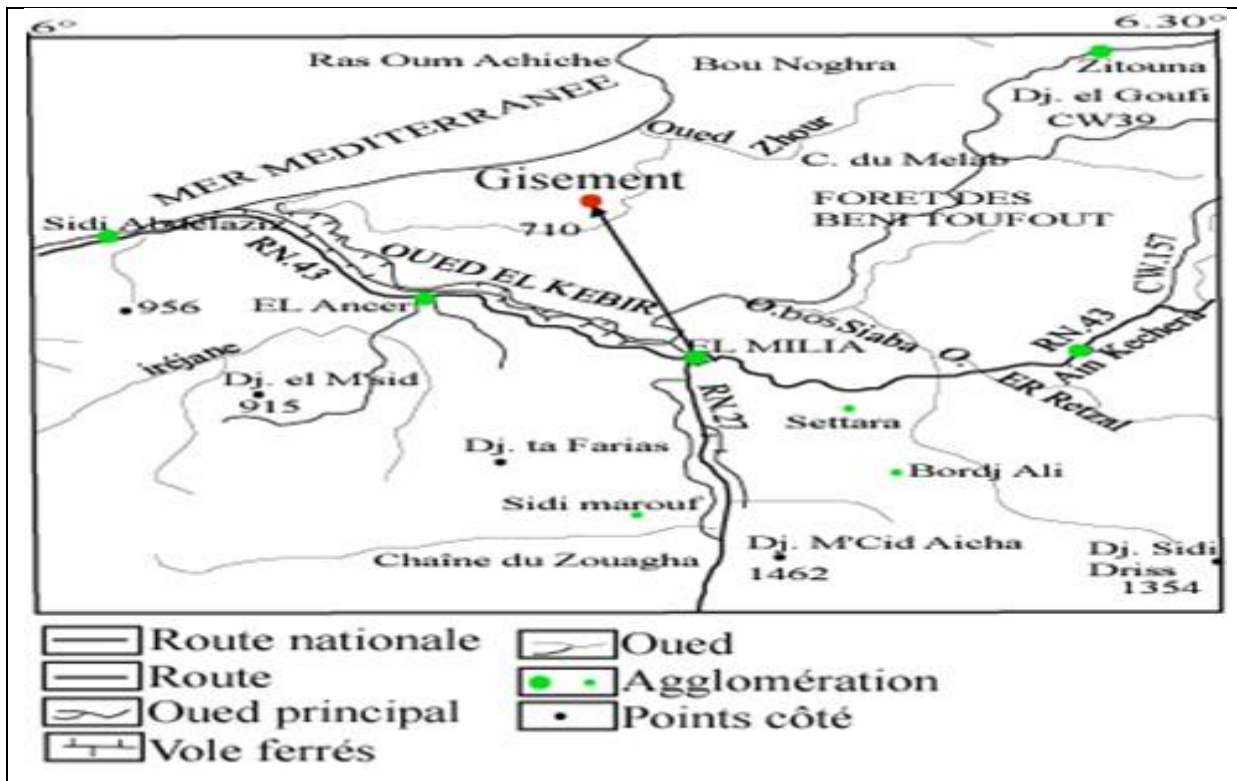 6°
6.30°
Ras Oum Achiche
Bou Noghra
Zitouna
Dj. el Goufi
CW39
MER MEDITERRANEE
Oued Zhour
C. du Melab
Gisement
FORET DES
BENI TOUFOUT
Sidi Abdelaziz
710
RN.43
OUED EL KEBIR
CW.157
956
EL Ancer
O.bos Siaba
RN.43
Ain Kechera
EL MILIA
iréjane
O.
ER Retzal
Dj. el M'sid
915
RN.27
Settara
Dj. ta Farias
Bordj Ali
Sidi marouf
Chaîne du Zouagha
Dj. M'Cid Aicha
1462
Dj. Sidi
Driss
1354
Route nationale
Oued
Route
Agglomération
Oued principal
Points côté
Vole ferrés